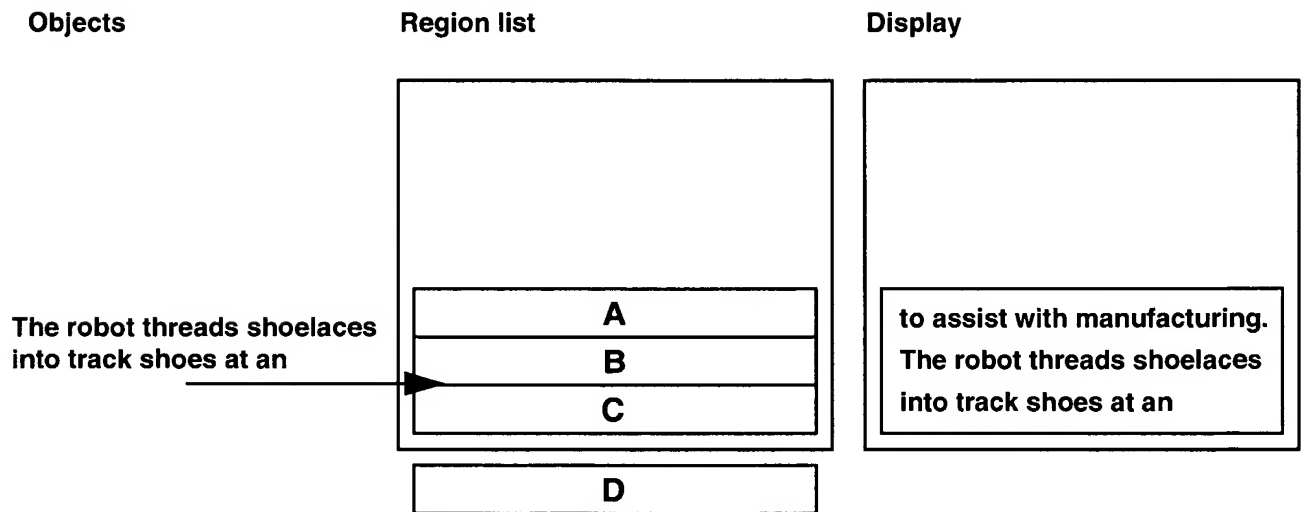 Objects
Region list
Display
The robot threads shoelaces
into track shoes at an
A
B
C
D
to assist with manufacturing.
The robot threads shoelaces
into track shoes at an